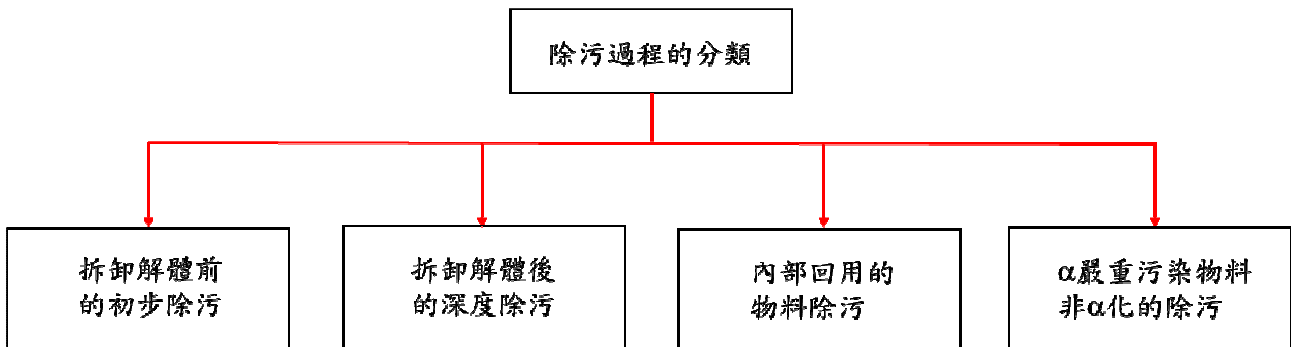 除污過程的分類
拆卸解體前
的初步除污
拆卸解體後
的深度除污
內部回用的
物料除污
α嚴重污染物料
非α化的除污